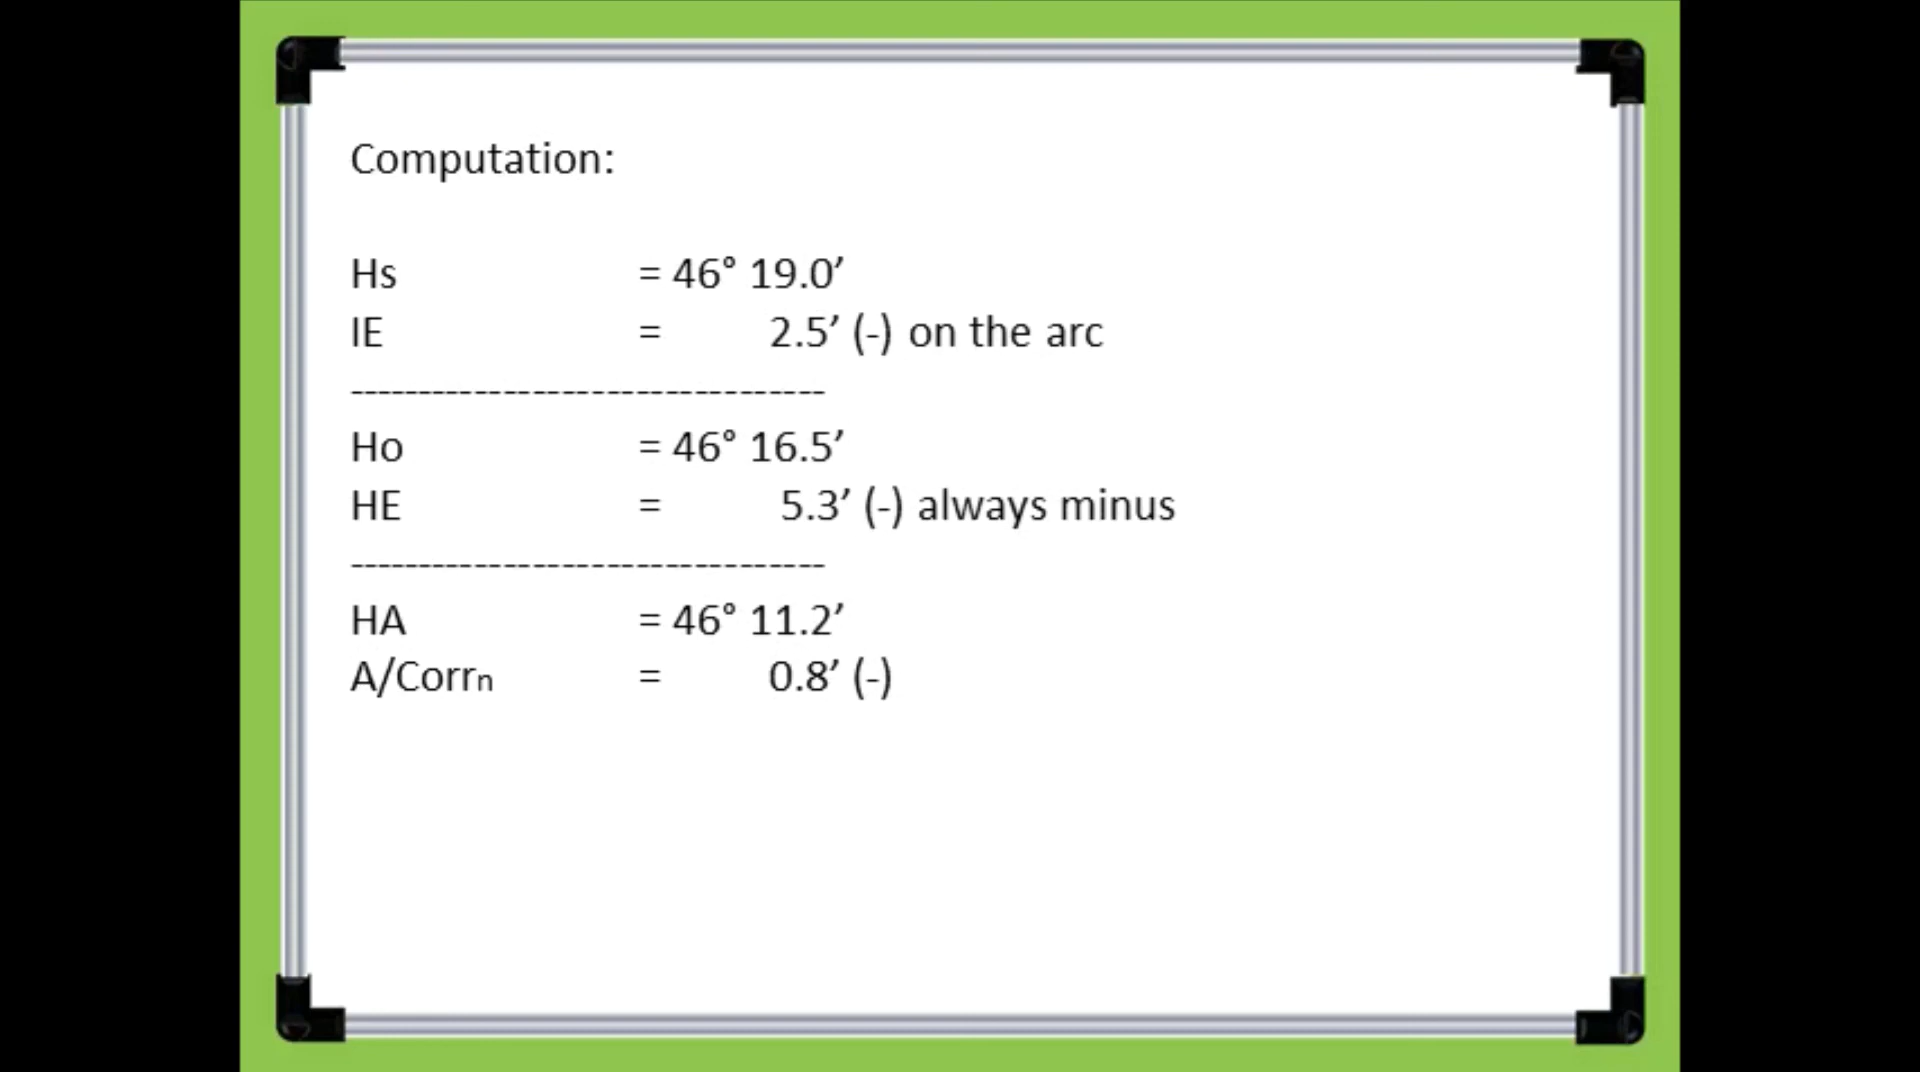 Computation:
Hs = 46° 19.0’
IE = 2.5’ (-) on the arc
----------------------------------
Ho = 46° 16.5’
HE = 5.3’ (-) always minus
----------------------------------
HA = 46° 11.2’
A/Corrn = 0.8’ (-)